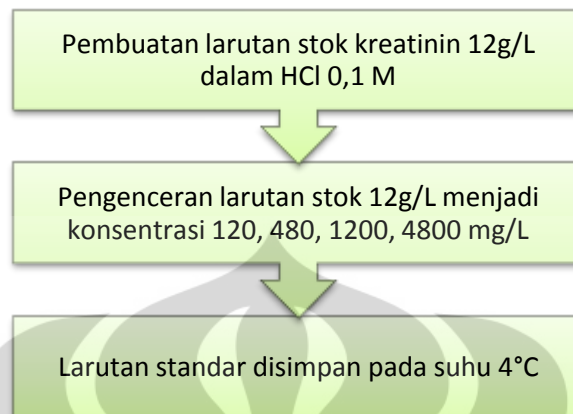 Pembuatan larutan stok kreatinin 12g/L
dalam HCl 0,1 M
Pengenceran larutan stok 12g/L menjadi
konsentrasi 120, 480, 1200, 4800 mg/L
Larutan standar disimpan pada suhu 4°C